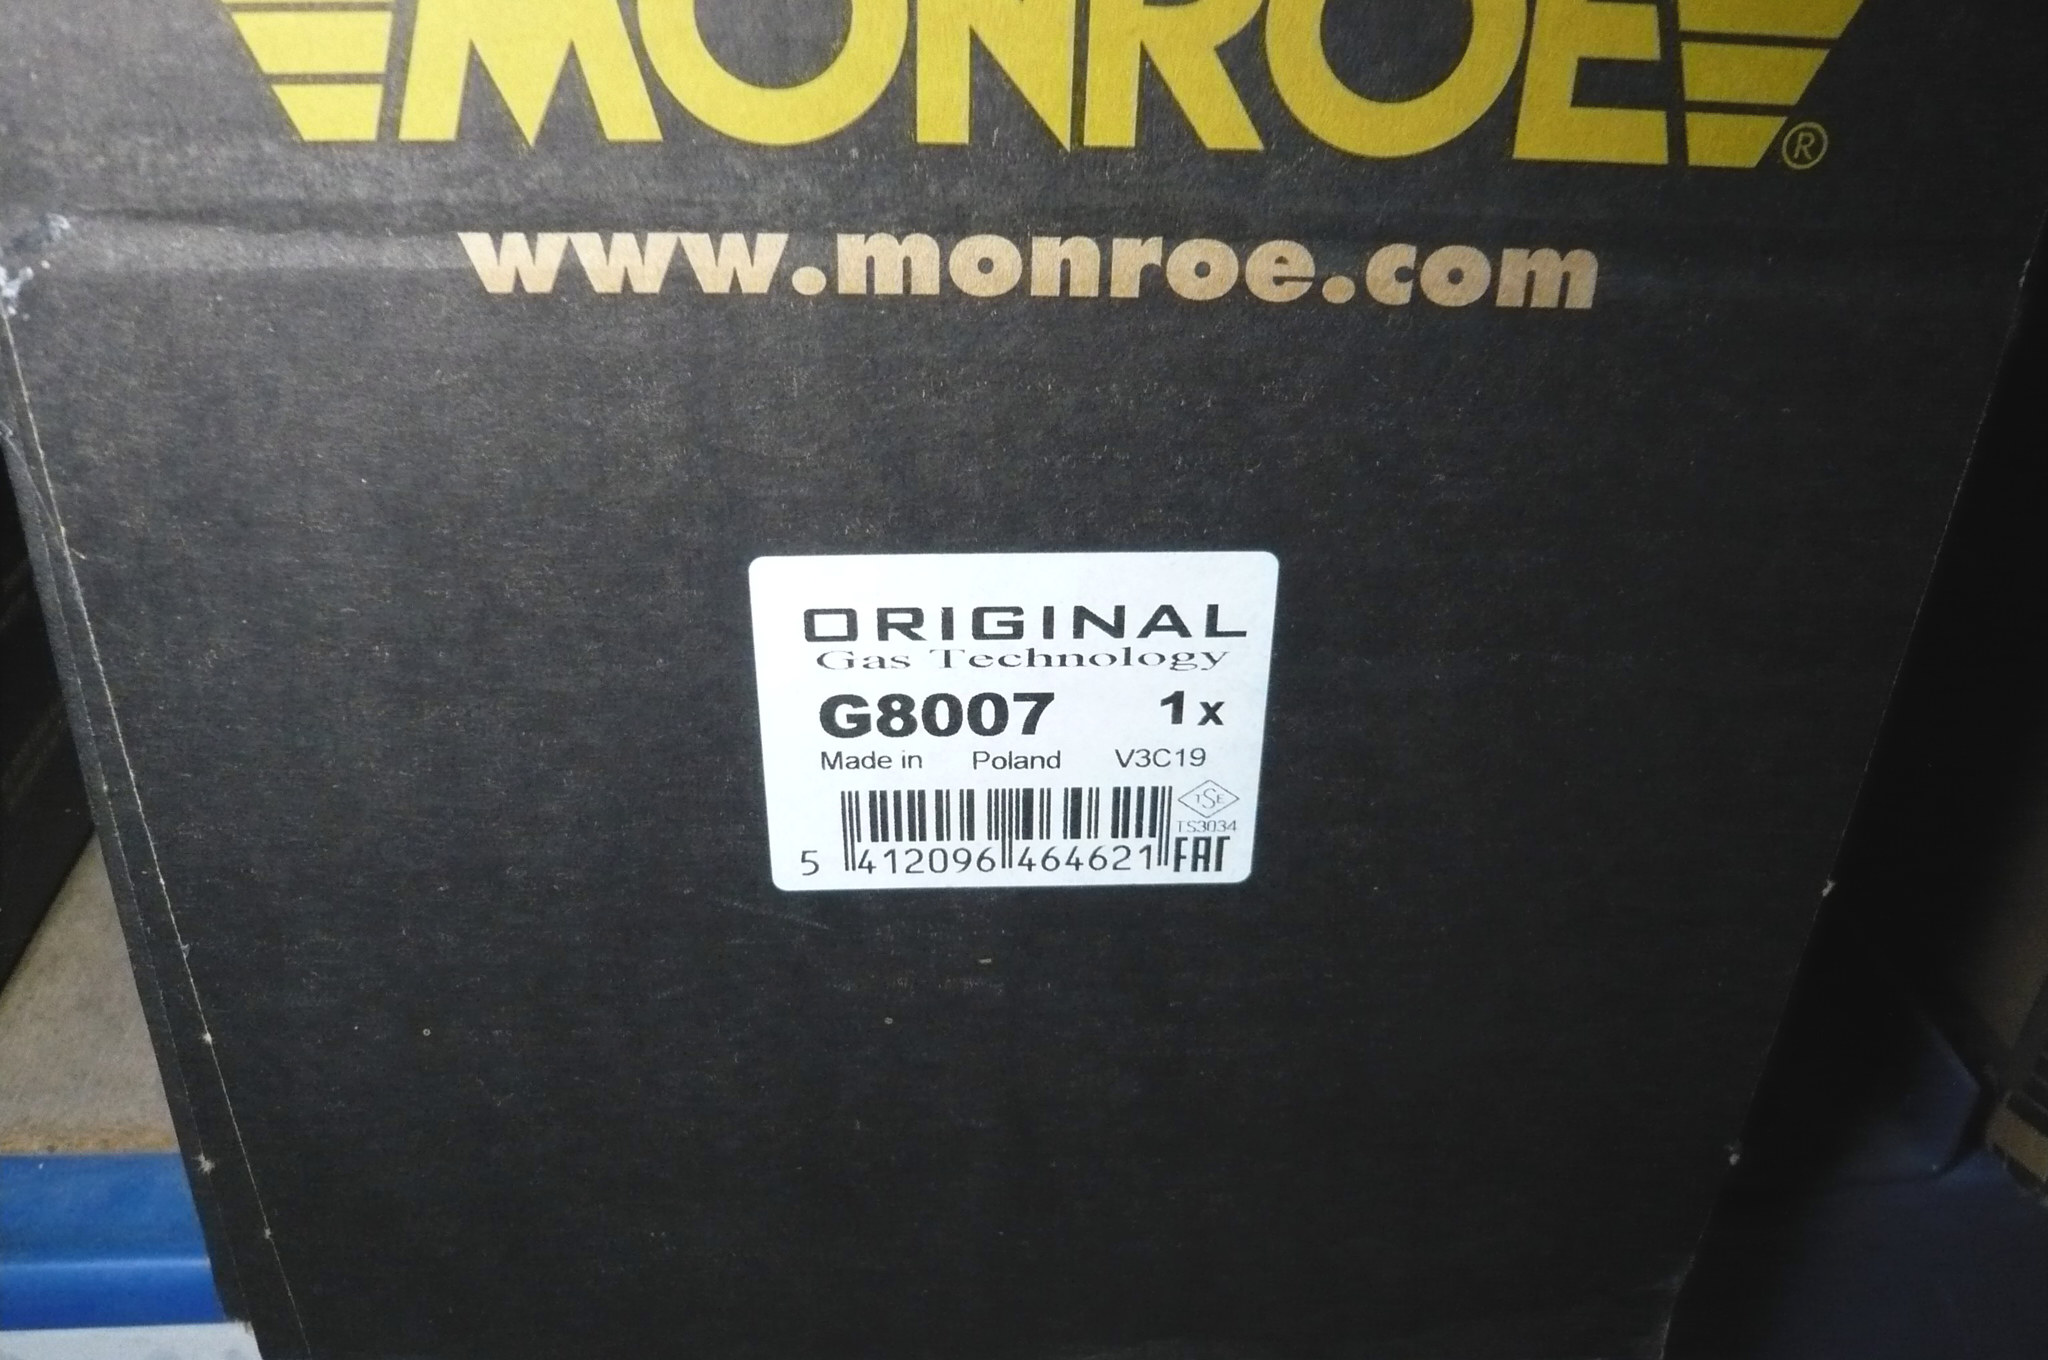 MONROE®
www.monroe.com
ORIGINAL
Gas Technology
G8007 1x
Made in Poland V3C19
TSE
TS3034
5 412096 464621 EAC